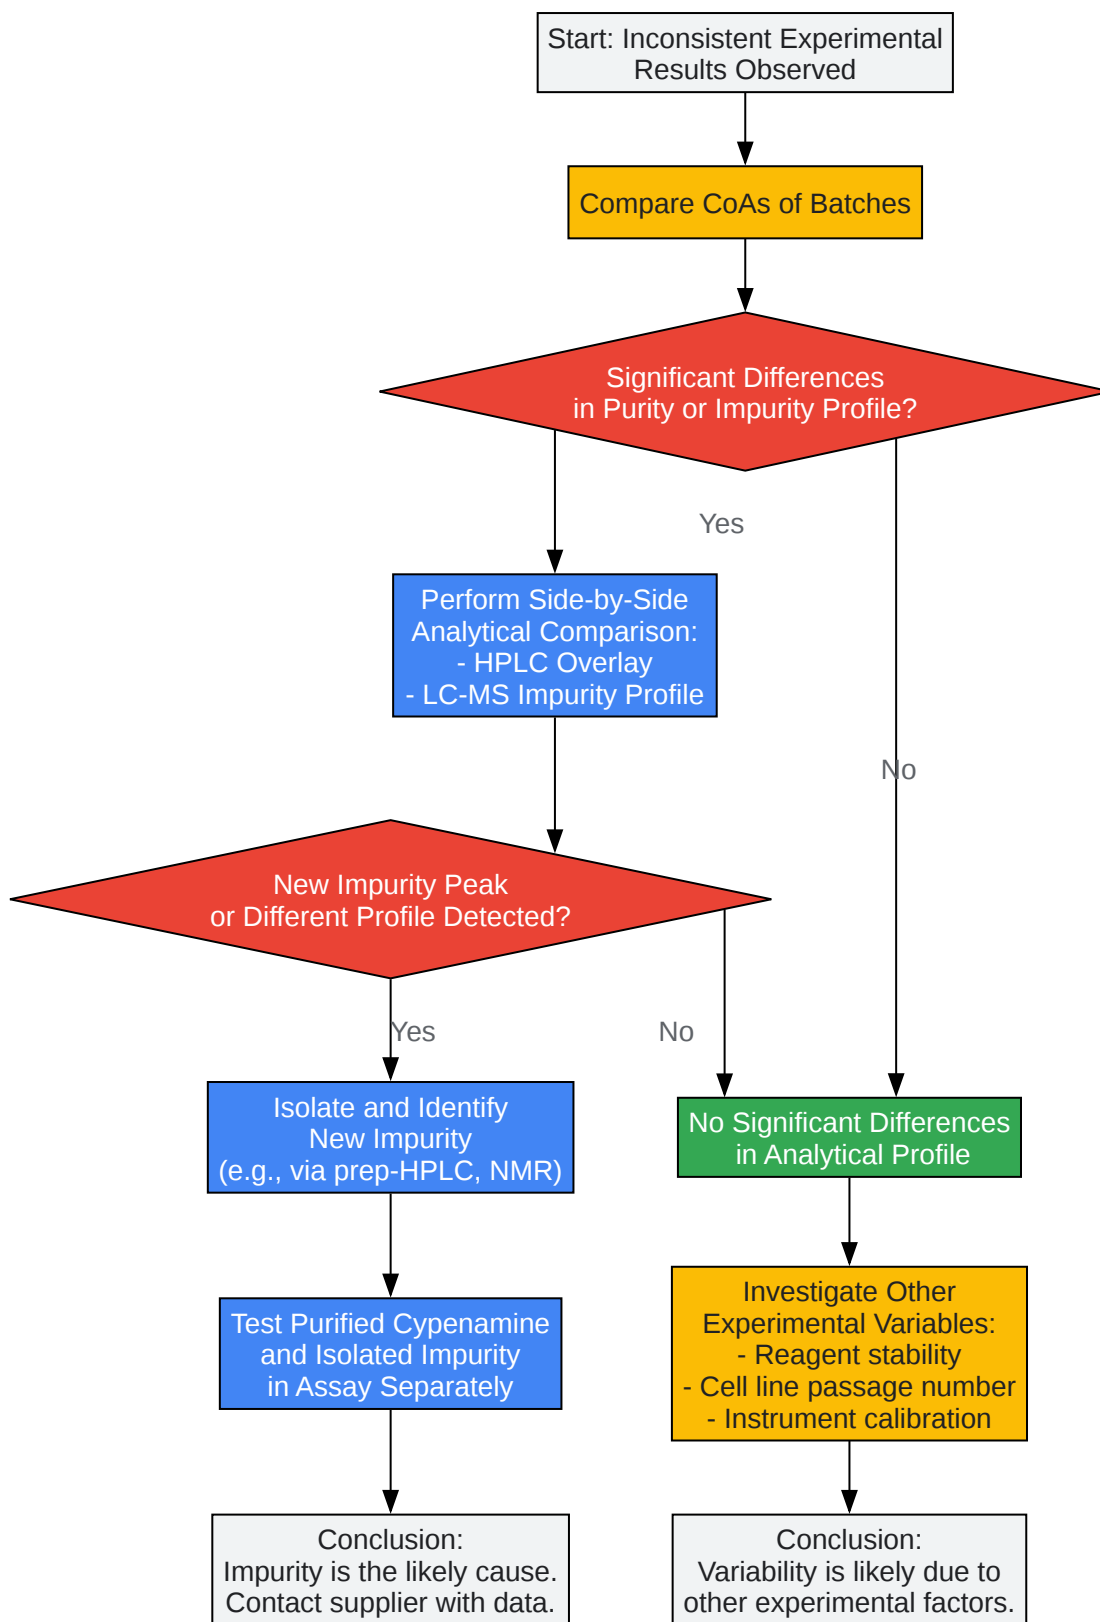 Start: Inconsistent Experimental
Results Observed
Compare CoAs of Batches
Significant Differences
in Purity or Impurity Profile?
Yes
Perform Side-by-Side
Analytical Comparison:
- HPLC Overlay
- LC-MS Impurity Profile
No
New Impurity Peak
or Different Profile Detected?
Yes
No
Isolate and Identify
New Impurity
(e.g., via prep-HPLC, NMR)
No Significant Differences
in Analytical Profile
Test Purified Cypenamine
and Isolated Impurity
in Assay Separately
Investigate Other
Experimental Variables:
- Reagent stability
- Cell line passage number
- Instrument calibration
Conclusion:
Impurity is the likely cause.
Contact supplier with data.
Conclusion:
Variability is likely due to
other experimental factors.